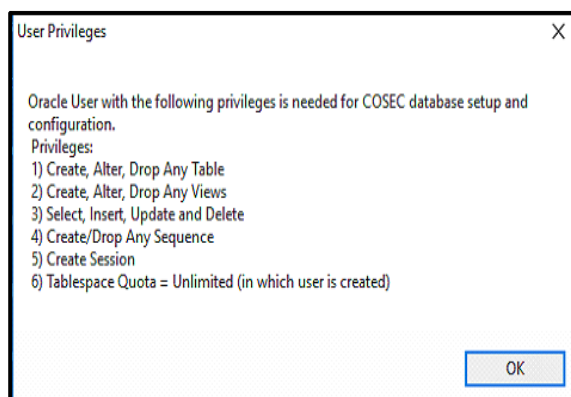 User Privileges
Oracle User with the following privileges is needed for COSEC database setup and
configuration.
Privileges:
1) Create, Alter, Drop Any Table
2) Create, Alter, Drop Any Views
3) Select, Insert, Update and Delete
4) Create/Drop Any Sequence
5) Create Session
6) Tablespace Quota = Unlimited (in which user is created)
OK